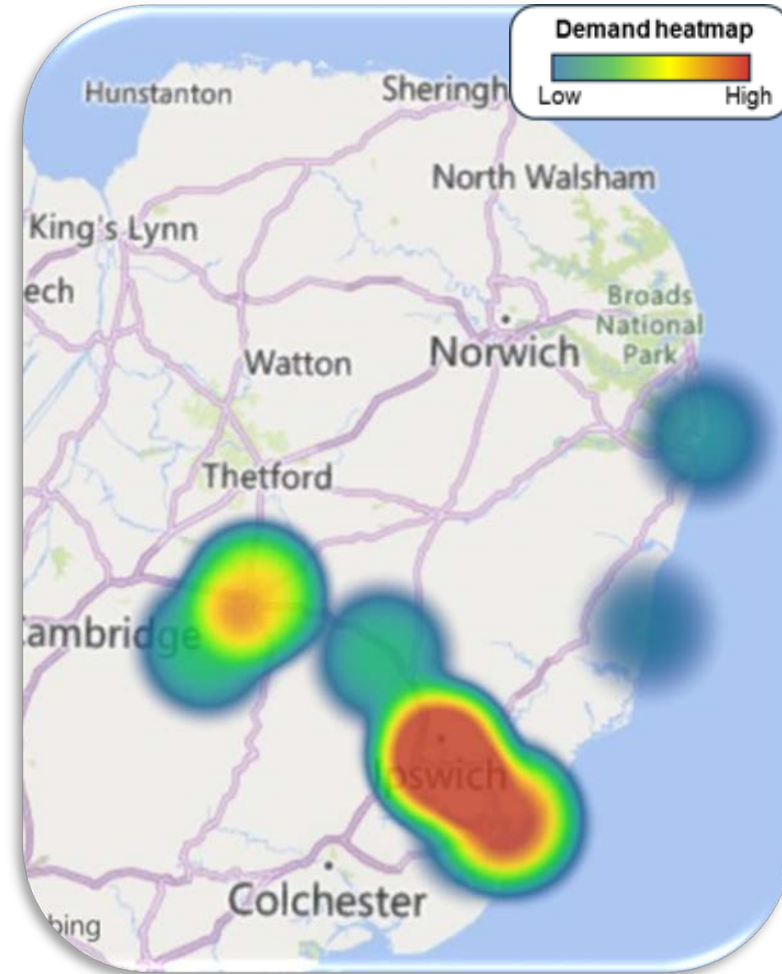 Demand heatmap
Low High
Hunstanton
Sheringh
North Walsham
King's Lynn
ech
Broads
National
Park
Norwich
Watton
Thetford
ambridge
Ipswich
Colchester
bing